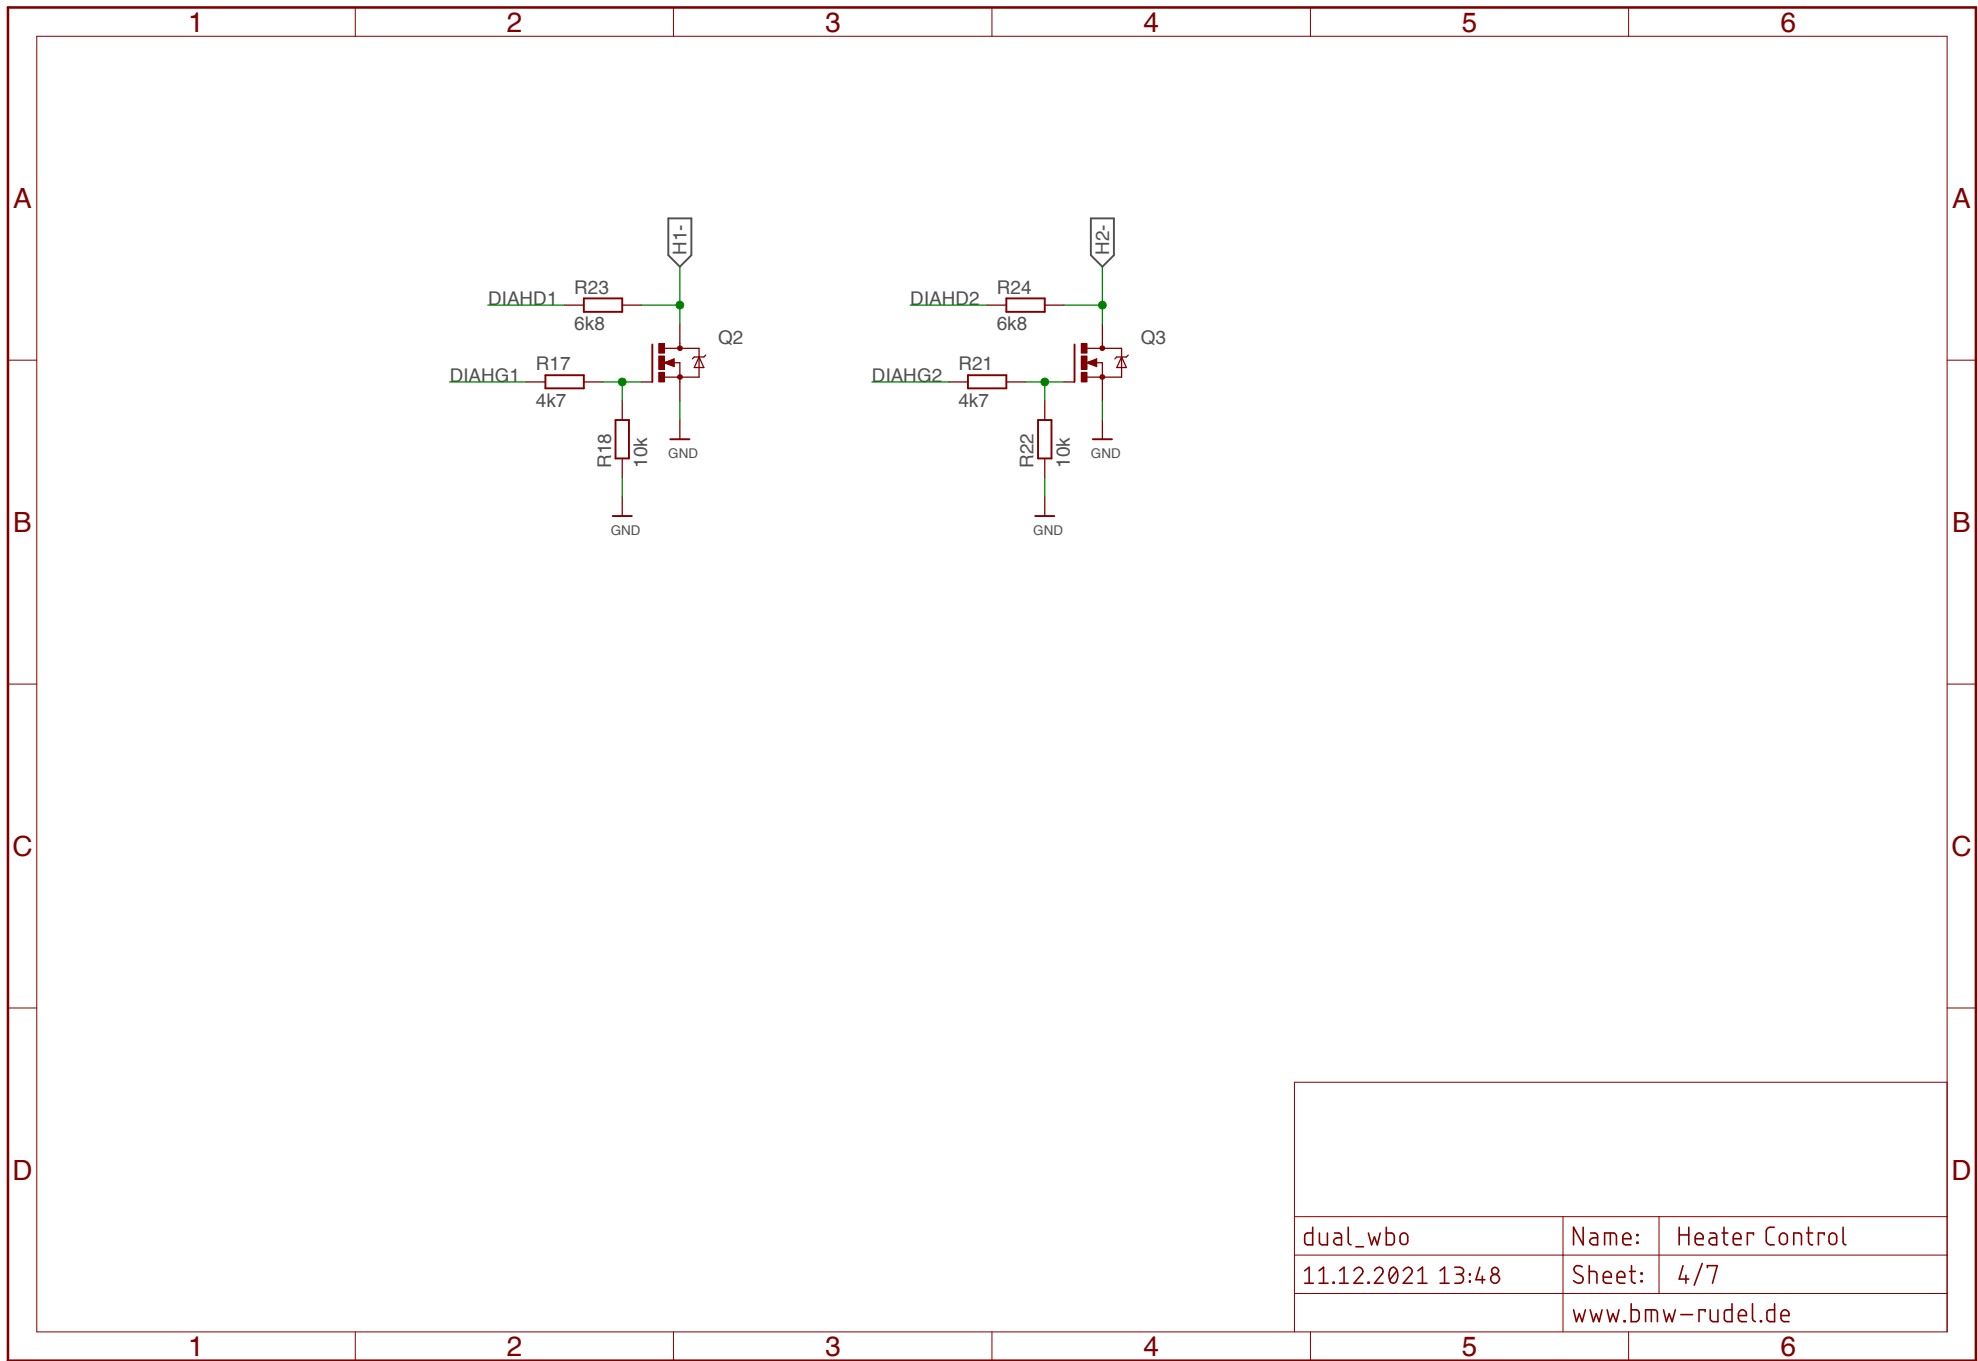 1 2 3 4 5 6
A A
H1- H2-
DIAHD1 R23 DIAHD2 R24
6k8 6k8
Q2 Q3
DIAHG1 R17 DIAHG2 R21
4k7 4k7
R18 10k GND R22 10k GND
GND GND
B B
C C
D D
dual_wbo Name: Heater Control
11.12.2021 13:48 Sheet: 4/7
www.bmw-rudel.de
1 2 3 4 5 6